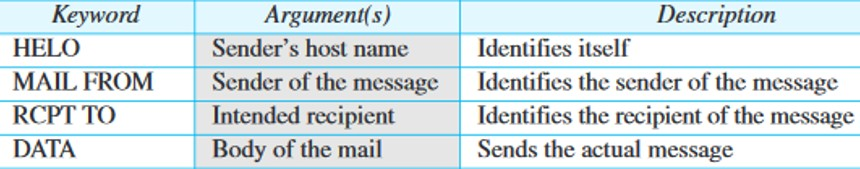 Keyword Argument(s) Description
HELO Sender's host name Identifies itself
MAIL FROM Sender of the message Identifies the sender of the message
RCPT TO Intended recipient Identifies the recipient of the message
DATA Body of the mail Sends the actual message